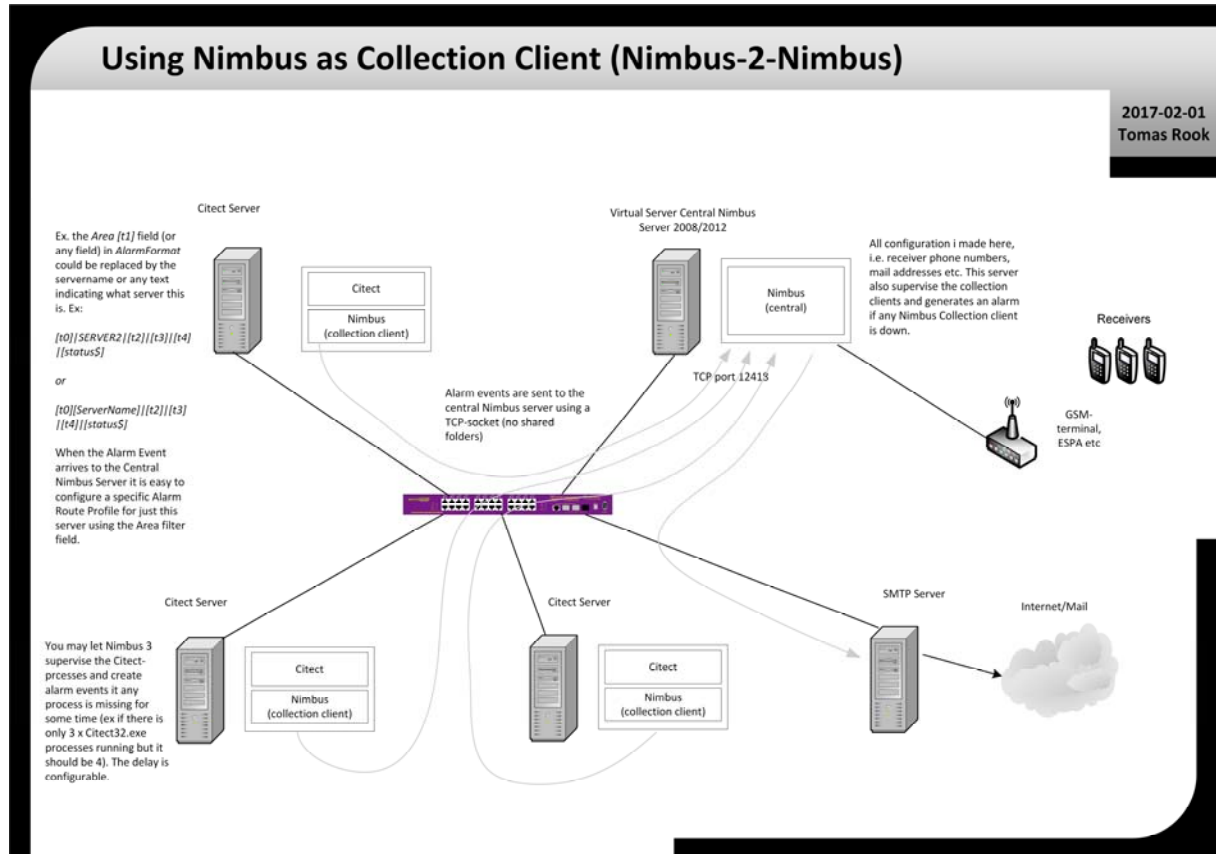 Using Nimbus as Collection Client (Nimbus-2-Nimbus)
2017-02-01
Tomas Rook
Citect Server
Ex. the Area [t1] field (or
any field) in AlarmFormat
could be replaced by the
servername or any text
indicating what server this
is. Ex:
[t0]|SERVER2|[t2]|[t3]|[t4]
|[status$]
or
[t0][ServerName]|[t2]|[t3]
|[t4]|[status$]
When the Alarm Event
arrives to the Central
Nimbus Server it is easy to
configure a specific Alarm
Route Profile for just this
server using the Area filter
field.
Citect
Nimbus
(collection client)
Virtual Server Central Nimbus
Server 2008/2012
Nimbus
(central)
All configuration i made here,
i.e. receiver phone numbers,
mail addresses etc. This server
also supervise the collection
clients and generates an alarm
if any Nimbus Collection client
is down.
Receivers
TCP port 12413
Alarm events are sent to the
central Nimbus server using a
TCP-socket (no shared
folders)
GSM-
terminal,
ESPA etc
Citect Server
You may let Nimbus 3
supervise the Citect-
prcesses and create
alarm events it any
process is missing for
some time (ex if there is
only 3 x Citect32.exe
processes running but it
should be 4). The delay is
configurable.
Citect
Nimbus
(collection client)
Citect Server
Citect
Nimbus
(collection client)
SMTP Server
Internet/Mail